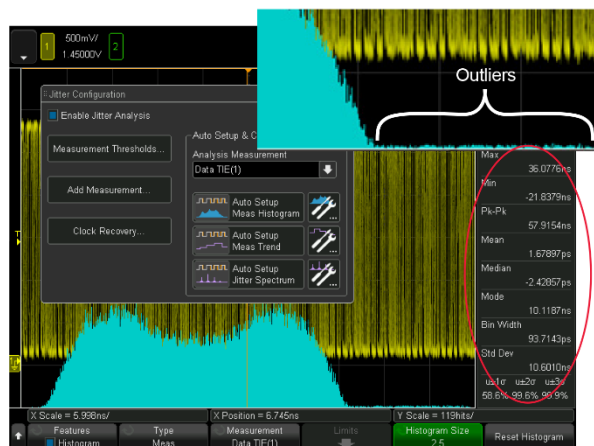 500mV/
1 2
1.45000V
Outliers
Jitter Configuration
Enable Jitter Analysis
Measurement Thresholds...
Add Measurement...
Clock Recovery...
Auto Setup & C
Analysis Measurement
Data TIE(1)
Auto Setup
Meas Histogram
Auto Setup
Meas Trend
Auto Setup
Jitter Spectrum
Max
36.0776ns
Min
-21.8379ns
Pk-Pk
57.9154ns
Mean
1.67897ps
Median
-2.42857ps
Mode
10.1187ns
Bin Width
93.7143ps
Std Dev
10.6010ns
u±1σ u±2σ u±3σ
58.6% 99.6% 99.9%
T
X Scale = 5.998ns/
X Position = 6.745ns
Y Scale = 119hits/
Features
Histogram
Type
Meas
Measurement
Data TIE(1)
Limits
Histogram Size
2.5
Reset Histogram